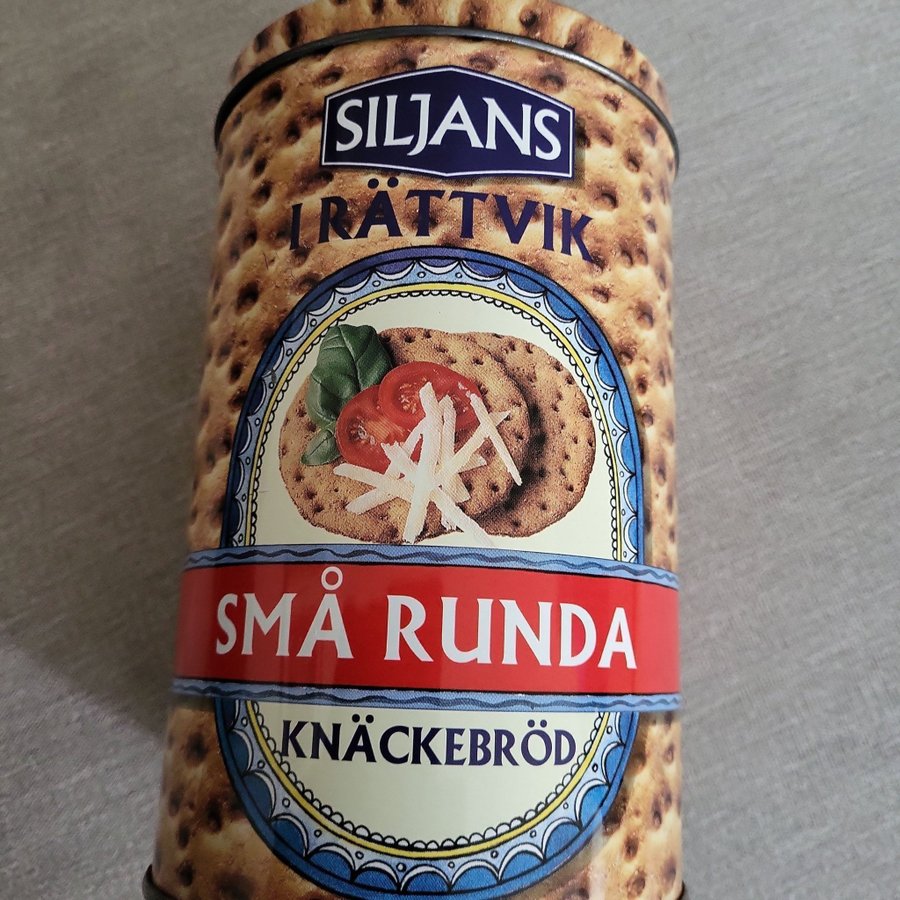 SILJANS
I RÄTTVIK
SMÅ RUNDA
KNÄCKEBRÖD